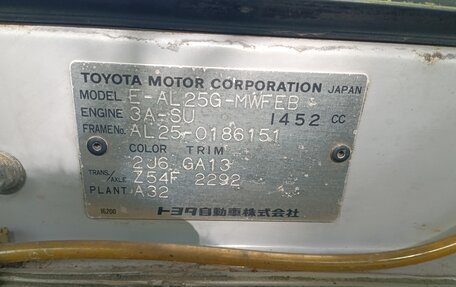 TOYOTA MOTOR CORPORATION JAPAN
MODEL E-AL25G-MWFEB
ENGINE 3A-SU 1452 CC
FRAME No. AL25-0186151
COLOR TRIM
2J6 GA13
TRANS./AXLE Z54F 2292
PLANT A32
16200 トヨタ自動車株式会社